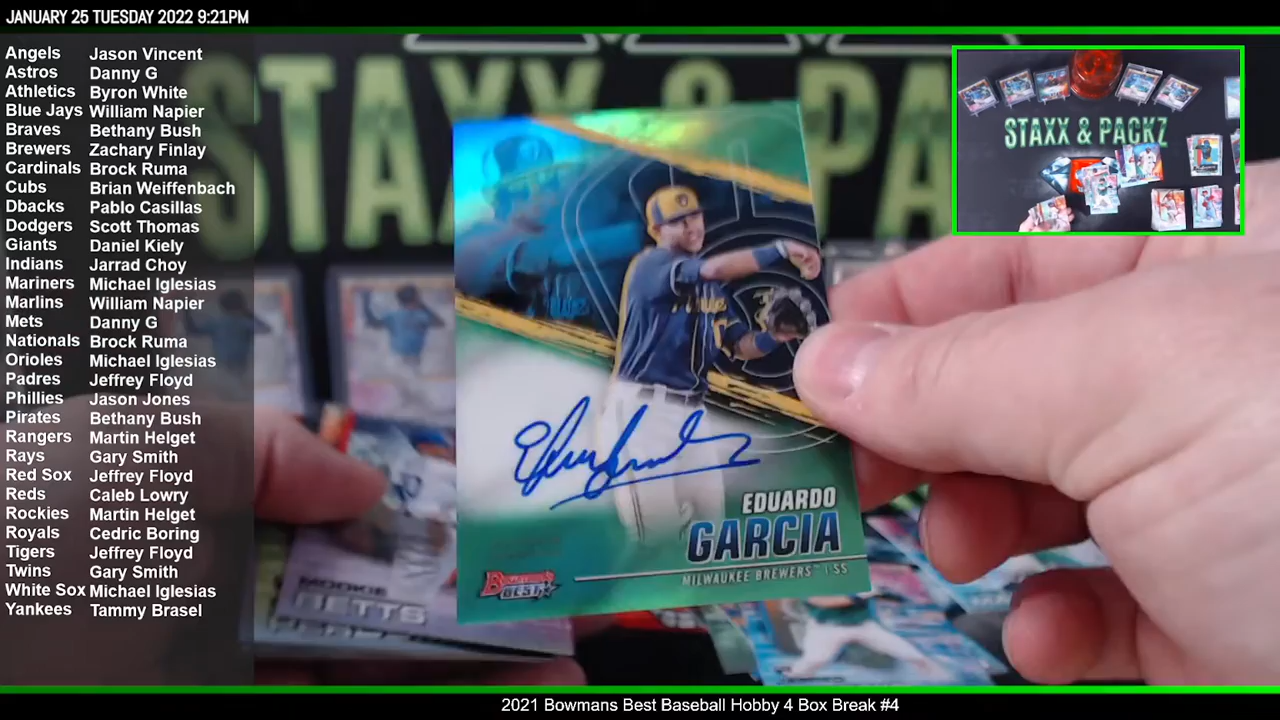 JANUARY 25 TUESDAY 2022 9:21PM
Angels Jason Vincent
Astros Danny G
Athletics Byron White
Blue Jays William Napier
Braves Bethany Bush
Brewers Zachary Finlay
Cardinals Brock Ruma
Cubs Brian Weiffenbach
Dbacks Pablo Casillas
Dodgers Scott Thomas
Giants Daniel Kiely
Indians Jarrad Choy
Mariners Michael Iglesias
Marlins William Napier
Mets Danny G
Nationals Brock Ruma
Orioles Michael Iglesias
Padres Jeffrey Floyd
Phillies Jason Jones
Pirates Bethany Bush
Rangers Martin Helget
Rays Gary Smith
Red Sox Jeffrey Floyd
Reds Caleb Lowry
Rockies Martin Helget
Royals Cedric Boring
Tigers Jeffrey Floyd
Twins Gary Smith
White Sox Michael Iglesias
Yankees Tammy Brasel
STAXX & PACKZ
STAXX & PA
EDUARDO
GARCIA
MILWAUKEE BREWERS™ | SS
BOWMAN'S
BEST
MOOKIE
BETTS
2021 Bowmans Best Baseball Hobby 4 Box Break #4